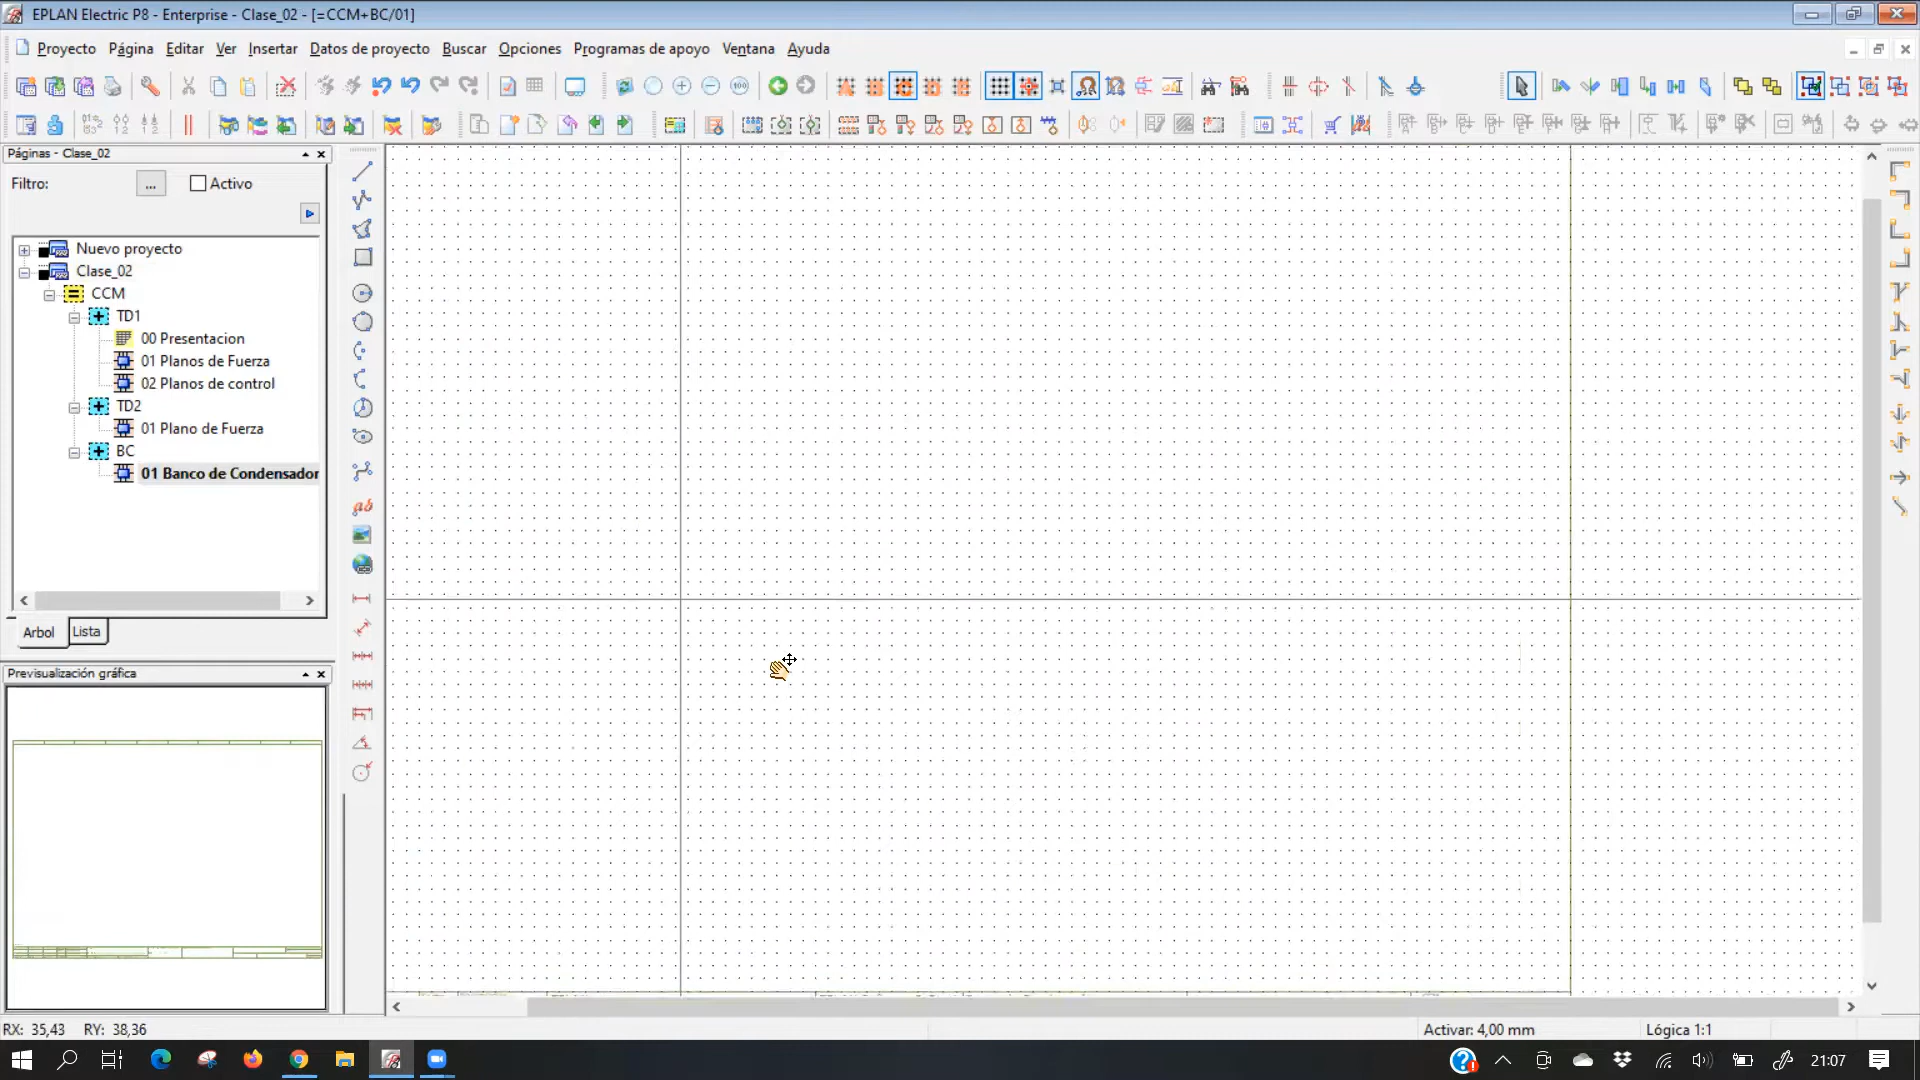 EPLAN Electric P8 - Enterprise - Clase_02 - [=CCM+BC/01]
Proyecto Página Editar Ver Insertar Datos de proyecto Buscar Opciones Programas de apoyo Ventana Ayuda
Páginas - Clase_02
Filtro:
...
Activo
Nuevo proyecto
Clase_02
CCM
TD1
00 Presentacion
01 Planos de Fuerza
02 Planos de control
TD2
01 Plano de Fuerza
BC
01 Banco de Condensador
Arbol
Lista
Previsualización gráfica
ab
100
RX: 35,43
RY: 38,36
Activar: 4,00 mm
Lógica 1:1
21:07